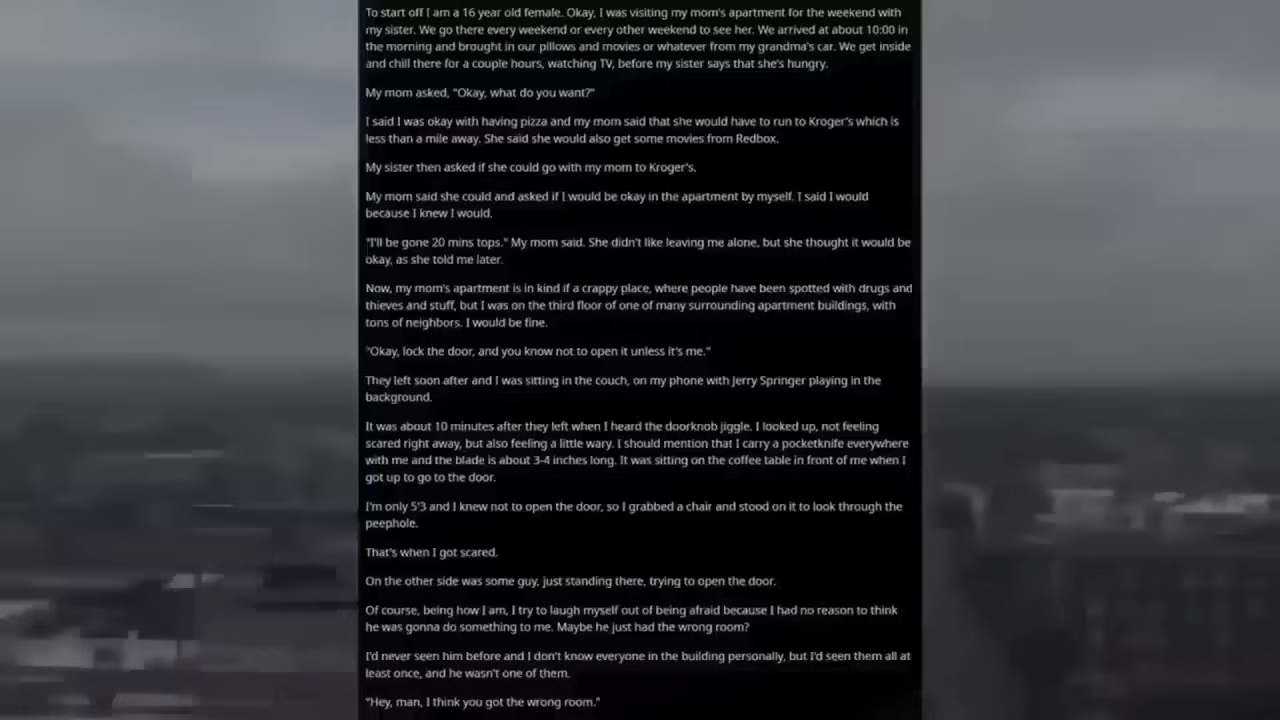 To start off I am a 16 year old female. Okay, I was visiting my mom's apartment for the weekend with
my sister. We go there every weekend or every other weekend to see her. We arrived at about 10:00 in
the morning and brought in our pillows and movies or whatever from my grandma's car. We get inside
and chill there for a couple hours, watching TV, before my sister says that she's hungry.
My mom asked, "Okay, what do you want?"
I said I was okay with having pizza and my mom said that she would have to run to Kroger's which is
less than a mile away. She said she would also get some movies from Redbox.
My sister then asked if she could go with my mom to Kroger's.
My mom said she could and asked if I would be okay in the apartment by myself. I said I would
because I knew I would.
"I'll be gone 20 mins tops." My mom said. She didn't like leaving me alone, but she thought it would be
okay, as she told me later.
Now, my mom's apartment is in kind if a crappy place, where people have been spotted with drugs and
thieves and stuff, but I was on the third floor of one of many surrounding apartment buildings, with
tons of neighbors. I would be fine.
"Okay, lock the door, and you know not to open it unless it's me."
They left soon after and I was sitting in the couch, on my phone with Jerry Springer playing in the
background.
It was about 10 minutes after they left when I heard the doorknob jiggle. I looked up, not feeling
scared right away, but also feeling a little wary. I should mention that I carry a pocketknife everywhere
with me and the blade is about 3-4 inches long. It was sitting on the coffee table in front of me when I
got up to go to the door.
I'm only 5'3 and I knew not to open the door, so I grabbed a chair and stood on it to look through the
peephole.
That's when I got scared.
On the other side was some guy, just standing there, trying to open the door.
Of course, being how I am, I try to laugh myself out of being afraid because I had no reason to think
he was gonna do something to me. Maybe he just had the wrong room?
I'd never seen him before and I don't know everyone in the building personally, but I'd seen them all at
least once, and he wasn't one of them.
"Hey, man, I think you got the wrong room."